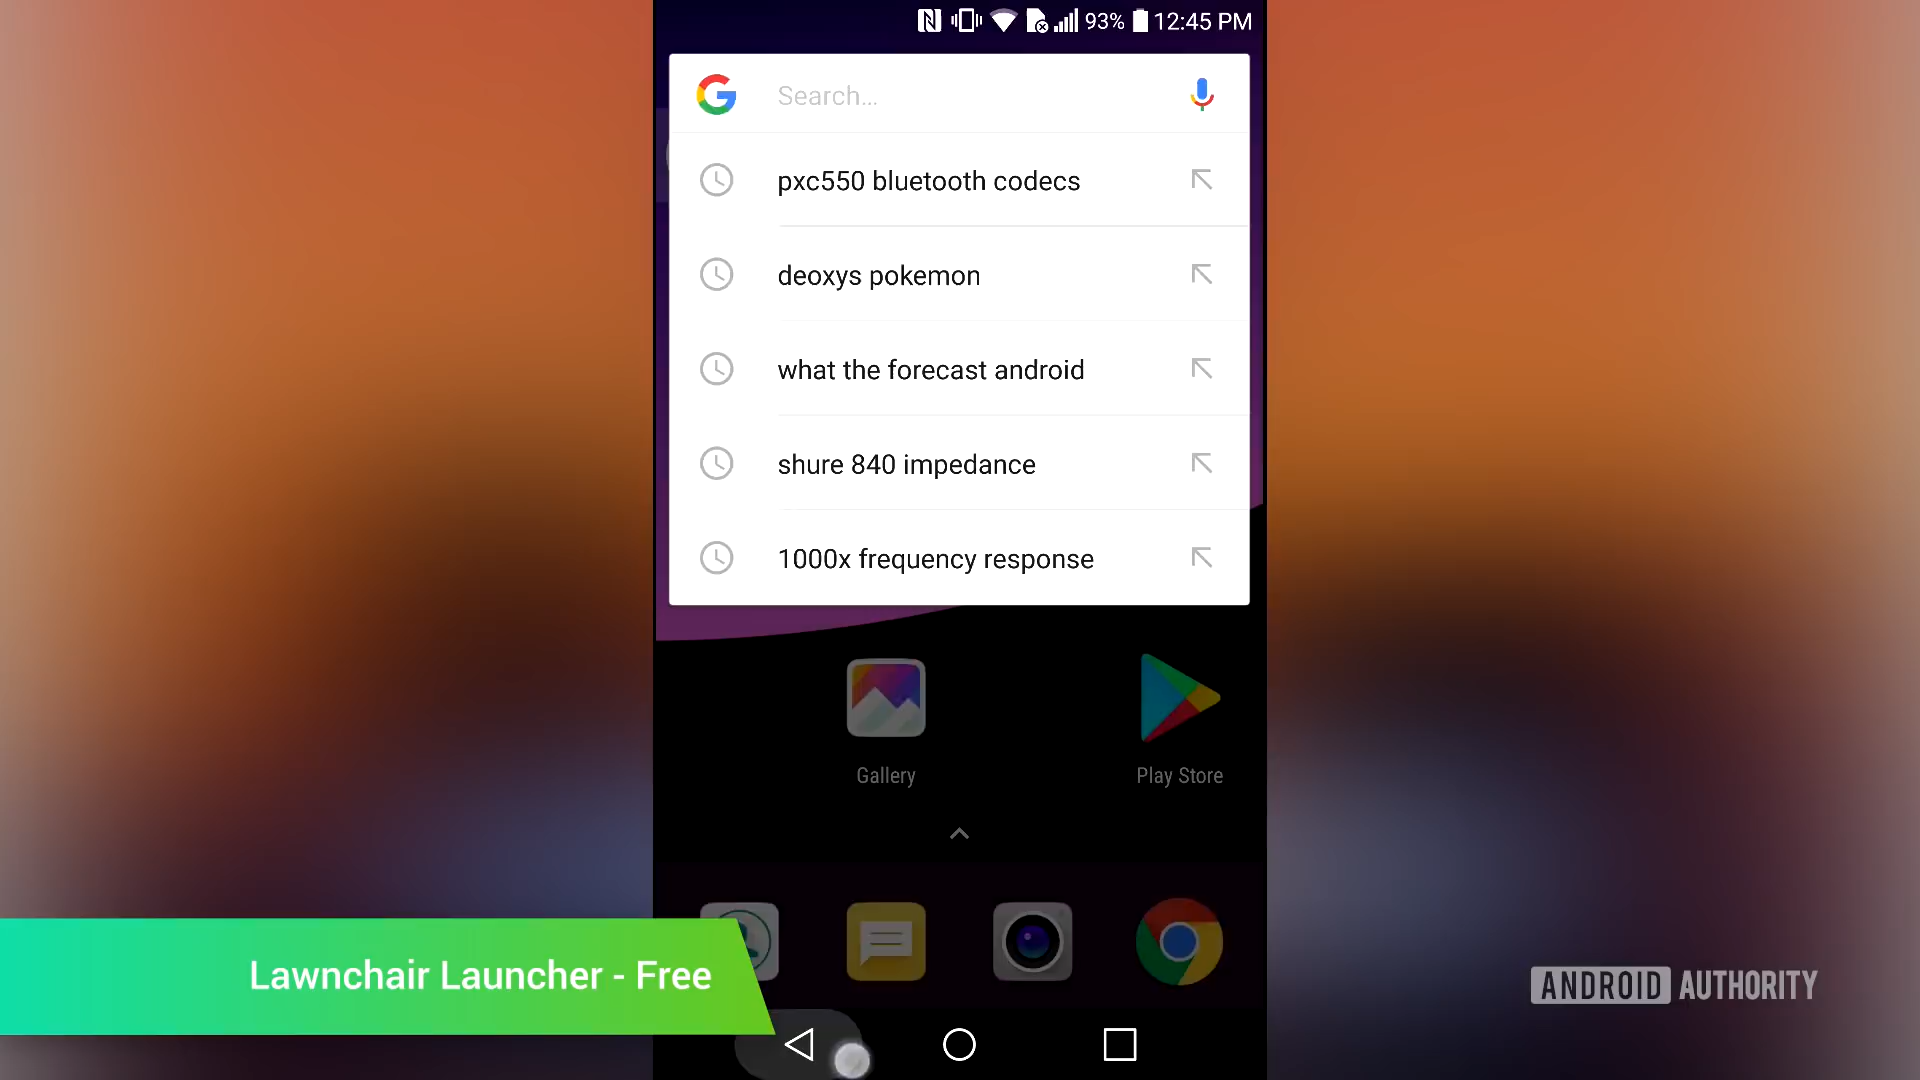 93% 12:45 PM
Search...
pxc550 bluetooth codecs
deoxys pokemon
what the forecast android
shure 840 impedance
1000x frequency response
Gallery
Play Store
Lawnchair Launcher - Free
ANDROID AUTHORITY